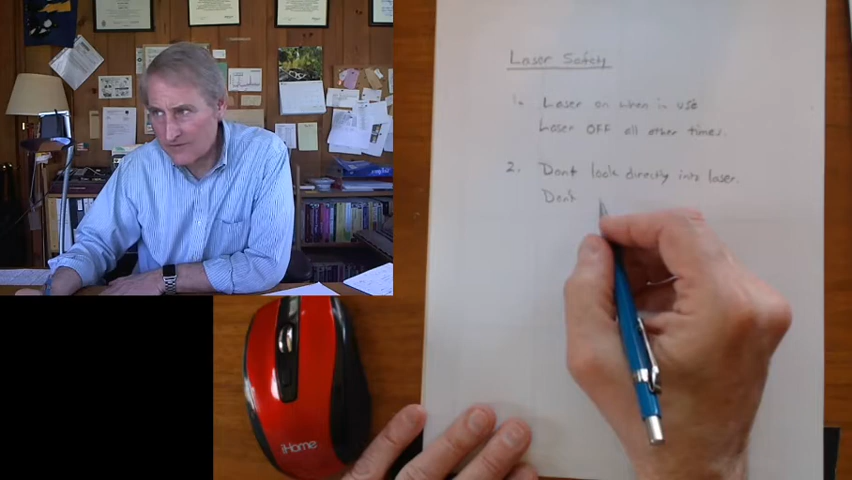 Laser Safety
1. Laser on when in use
Laser OFF all other times.
2. Dont look directly into laser.
Dont
iHome